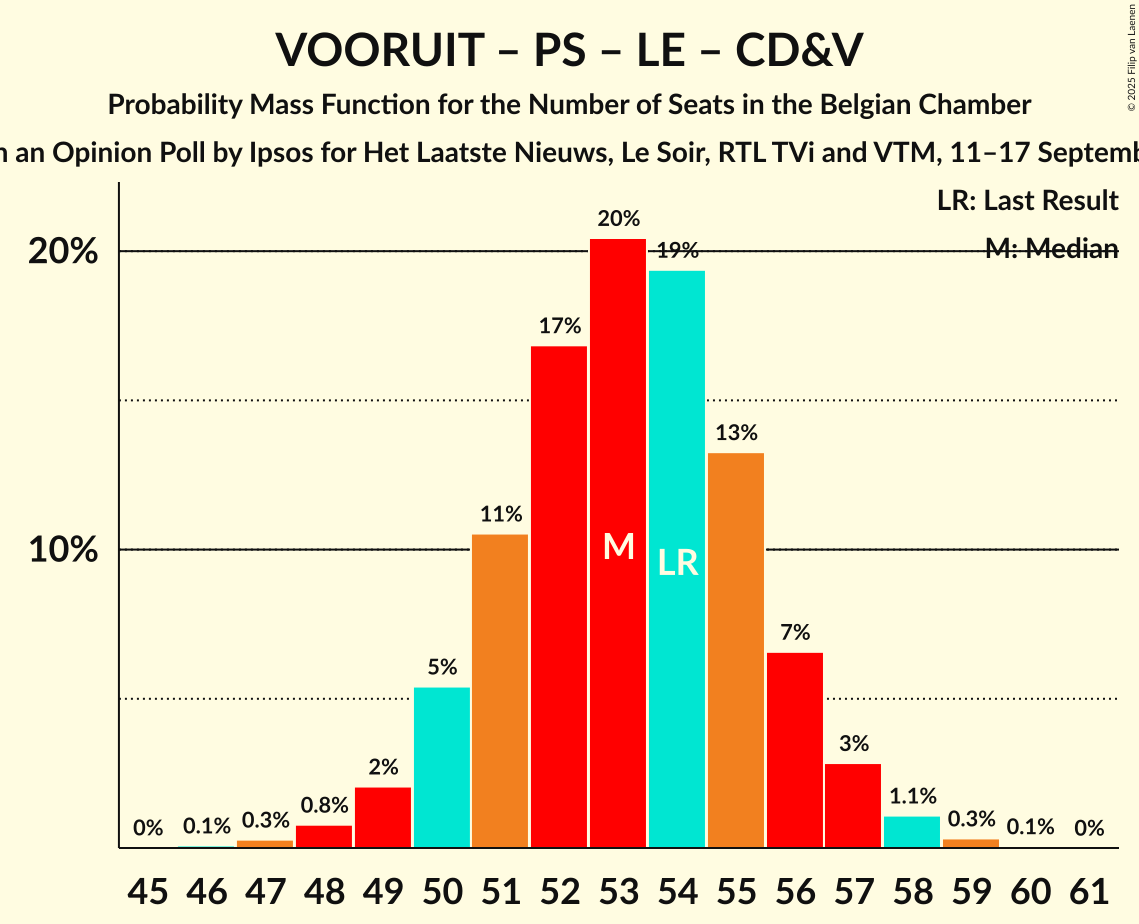 © 2025 Filip van Laenen
VOORUIT – PS – LE – CD&V
Probability Mass Function for the Number of Seats in the Belgian Chamber
an Opinion Poll by Ipsos for Het Laatste Nieuws, Le Soir, RTL TVi and VTM, 11–17
LR: Last Result
M: Median
20%
10%
0% 0.1% 0.3% 0.8% 2% 5% 11% 17% 20% 19% 13% 7% 3% 1.1% 0.3% 0.1% 0%
M
LR
45 46 47 48 49 50 51 52 53 54 55 56 57 58 59 60 61